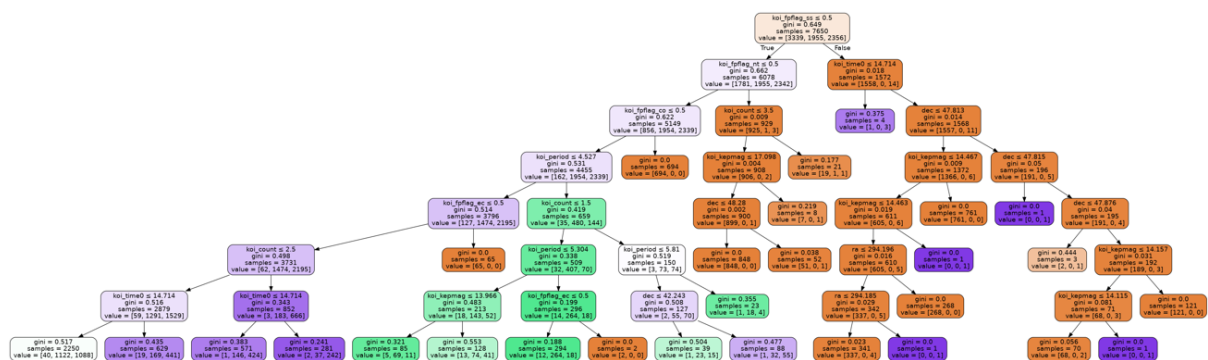 koi_fpflag_ss ≤ 0.5
gini = 0.649
samples = 7650
value = [3339, 1955, 2356]
True
False
koi_fpflag_nt ≤ 0.5
gini = 0.662
samples = 6078
value = [1781, 1955, 2342]
koi_time0 ≤ 14.714
gini = 0.018
samples = 1572
value = [1558, 0, 14]
koi_fpflag_co ≤ 0.5
gini = 0.622
samples = 5149
value = [856, 1954, 2339]
koi_count ≤ 3.5
gini = 0.009
samples = 929
value = [925, 1, 3]
gini = 0.375
samples = 4
value = [1, 0, 3]
dec ≤ 47.813
gini = 0.014
samples = 1568
value = [1557, 0, 11]
koi_period ≤ 4.527
gini = 0.531
samples = 4455
value = [162, 1954, 2339]
gini = 0.0
samples = 694
value = [694, 0, 0]
koi_kepmag ≤ 17.098
gini = 0.004
samples = 908
value = [906, 0, 2]
gini = 0.177
samples = 21
value = [19, 1, 1]
koi_kepmag ≤ 14.467
gini = 0.009
samples = 1372
value = [1366, 0, 6]
dec ≤ 47.815
gini = 0.05
samples = 196
value = [191, 0, 5]
koi_fpflag_ec ≤ 0.5
gini = 0.514
samples = 3796
value = [127, 1474, 2195]
koi_count ≤ 1.5
gini = 0.419
samples = 659
value = [35, 480, 144]
dec ≤ 48.28
gini = 0.002
samples = 900
value = [899, 0, 1]
gini = 0.219
samples = 8
value = [7, 0, 1]
koi_kepmag ≤ 14.463
gini = 0.019
samples = 611
value = [605, 0, 6]
gini = 0.0
samples = 761
value = [761, 0, 0]
gini = 0.0
samples = 1
value = [0, 0, 1]
dec ≤ 47.876
gini = 0.04
samples = 195
value = [191, 0, 4]
koi_count ≤ 2.5
gini = 0.498
samples = 3731
value = [62, 1474, 2195]
gini = 0.0
samples = 65
value = [65, 0, 0]
koi_period ≤ 5.304
gini = 0.338
samples = 509
value = [32, 407, 70]
koi_period ≤ 5.81
gini = 0.519
samples = 150
value = [3, 73, 74]
gini = 0.0
samples = 848
value = [848, 0, 0]
gini = 0.038
samples = 52
value = [51, 0, 1]
ra ≤ 294.196
gini = 0.016
samples = 610
value = [605, 0, 5]
gini = 0.0
samples = 1
value = [0, 0, 1]
gini = 0.444
samples = 3
value = [2, 0, 1]
koi_kepmag ≤ 14.157
gini = 0.031
samples = 192
value = [189, 0, 3]
koi_time0 ≤ 14.714
gini = 0.516
samples = 2879
value = [59, 1291, 1529]
koi_time0 ≤ 14.714
gini = 0.343
samples = 852
value = [3, 183, 666]
koi_kepmag ≤ 13.966
gini = 0.483
samples = 213
value = [18, 143, 52]
koi_fpflag_ec ≤ 0.5
gini = 0.199
samples = 296
value = [14, 264, 18]
dec ≤ 42.243
gini = 0.508
samples = 127
value = [2, 55, 70]
gini = 0.355
samples = 23
value = [1, 18, 4]
ra ≤ 294.185
gini = 0.029
samples = 342
value = [337, 0, 5]
gini = 0.0
samples = 268
value = [268, 0, 0]
koi_kepmag ≤ 14.115
gini = 0.081
samples = 71
value = [68, 0, 3]
gini = 0.0
samples = 121
value = [121, 0, 0]
gini = 0.517
samples = 2250
value = [40, 1122, 1088]
gini = 0.435
samples = 629
value = [19, 169, 441]
gini = 0.383
samples = 571
value = [1, 146, 424]
gini = 0.241
samples = 281
value = [2, 37, 242]
gini = 0.321
samples = 85
value = [5, 69, 11]
gini = 0.553
samples = 128
value = [13, 74, 41]
gini = 0.188
samples = 294
value = [12, 264, 18]
gini = 0.0
samples = 2
value = [2, 0, 0]
gini = 0.504
samples = 39
value = [1, 23, 15]
gini = 0.477
samples = 88
value = [1, 32, 55]
gini = 0.023
samples = 341
value = [337, 0, 4]
gini = 0.0
samples = 1
value = [0, 0, 1]
gini = 0.056
samples = 70
value = [68, 0, 2]
gini = 0.0
samples = 1
value = [0, 0, 1]